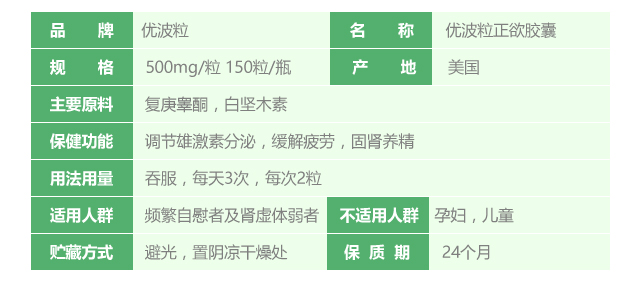 品 牌 优波粒 名 称 优波粒正欲胶囊
规 格 500mg/粒 150粒/瓶 产 地 美国
主要原料 复庚睾酮，白坚木素
保健功能 调节雄激素分泌，缓解疲劳，固肾养精
用法用量 吞服，每天3次，每次2粒
适用人群 频繁自慰者及肾虚体弱者 不适用人群 孕妇，儿童
贮藏方式 避光，置阴凉干燥处 保 质 期 24个月